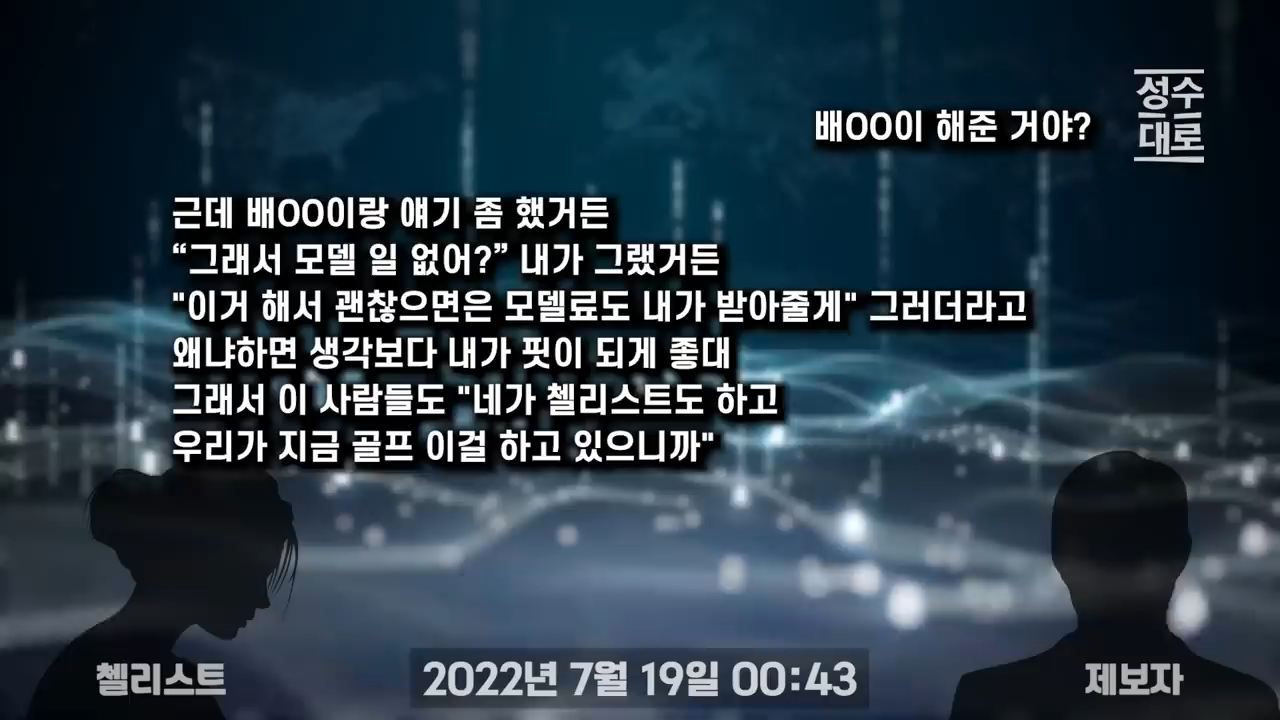 성수
대로
배OO이 해준 거야?
근데 배OO이랑 얘기 좀 했거든
“그래서 모델 일 없어?” 내가 그랬거든
"이거 해서 괜찮으면은 모델료도 내가 받아줄게" 그러더라고
왜냐하면 생각보다 내가 핏이 되게 좋대
그래서 이 사람들도 "네가 첼리스트도 하고
우리가 지금 골프 이걸 하고 있으니까"
첼리스트
2022년 7월 19일 00:43
제보자